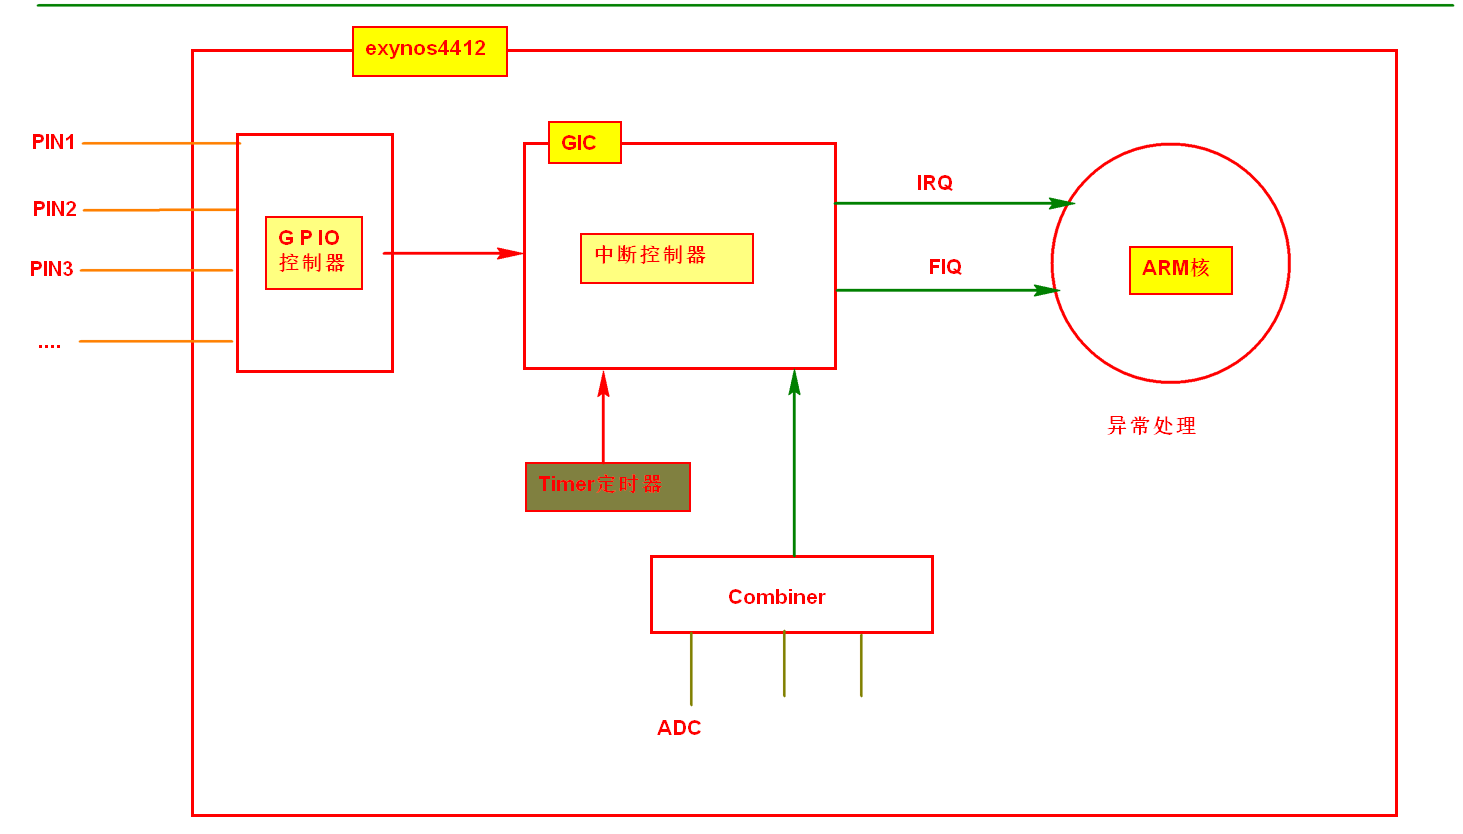 exynos4412
PIN1
PIN2
PIN3
....
G P IO
控制器
GIC
中断控制器
IRQ
FIQ
ARM核
异常处理
Timer定时器
Combiner
ADC